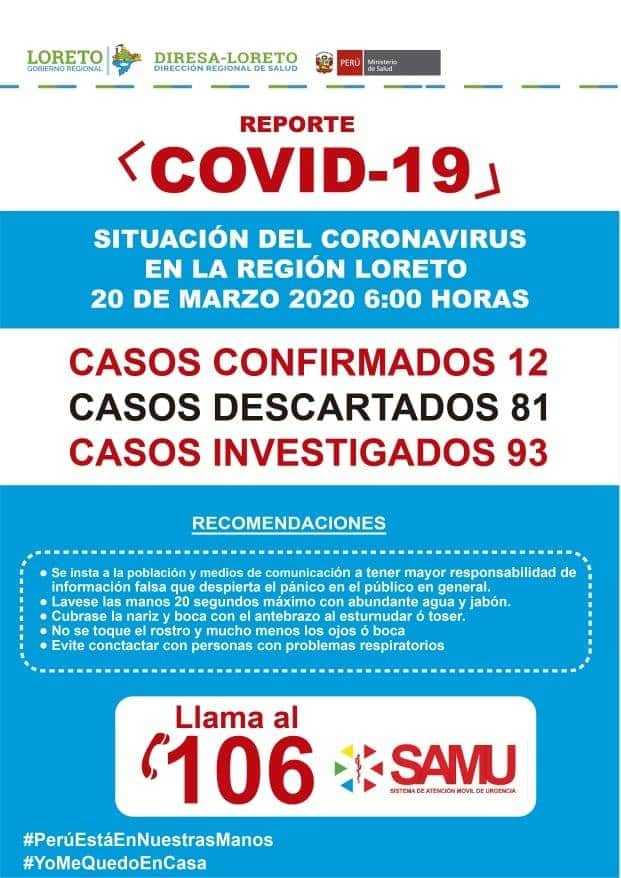 LORETO
GOBIERNO REGIONAL
DIRESA-LORETO
DIRECCIÓN REGIONAL DE SALUD
PERÚ
Ministerio
de Salud
REPORTE
COVID-19
SITUACIÓN DEL CORONAVIRUS
EN LA REGIÓN LORETO
20 DE MARZO 2020 6:00 HORAS
CASOS CONFIRMADOS 12
CASOS DESCARTADOS 81
CASOS INVESTIGADOS 93
RECOMENDACIONES
• Se insta a la población y medios de comunicación a tener mayor responsabilidad de
información falsa que despierta el pánico en el público en general.
• Lavese las manos 20 segundos máximo con abundante agua y jabón.
• Cubrase la nariz y boca con el antebrazo al esturnudar ó toser.
• No se toque el rostro y mucho menos los ojos ó boca
• Evite conctactar con personas con problemas respiratorios
Llama al
106
SAMU
SISTEMA DE ATENCIÓN MOVIL DE URGENCIA
#PerúEstáEnNuestrasManos
#YoMeQuedoEnCasa